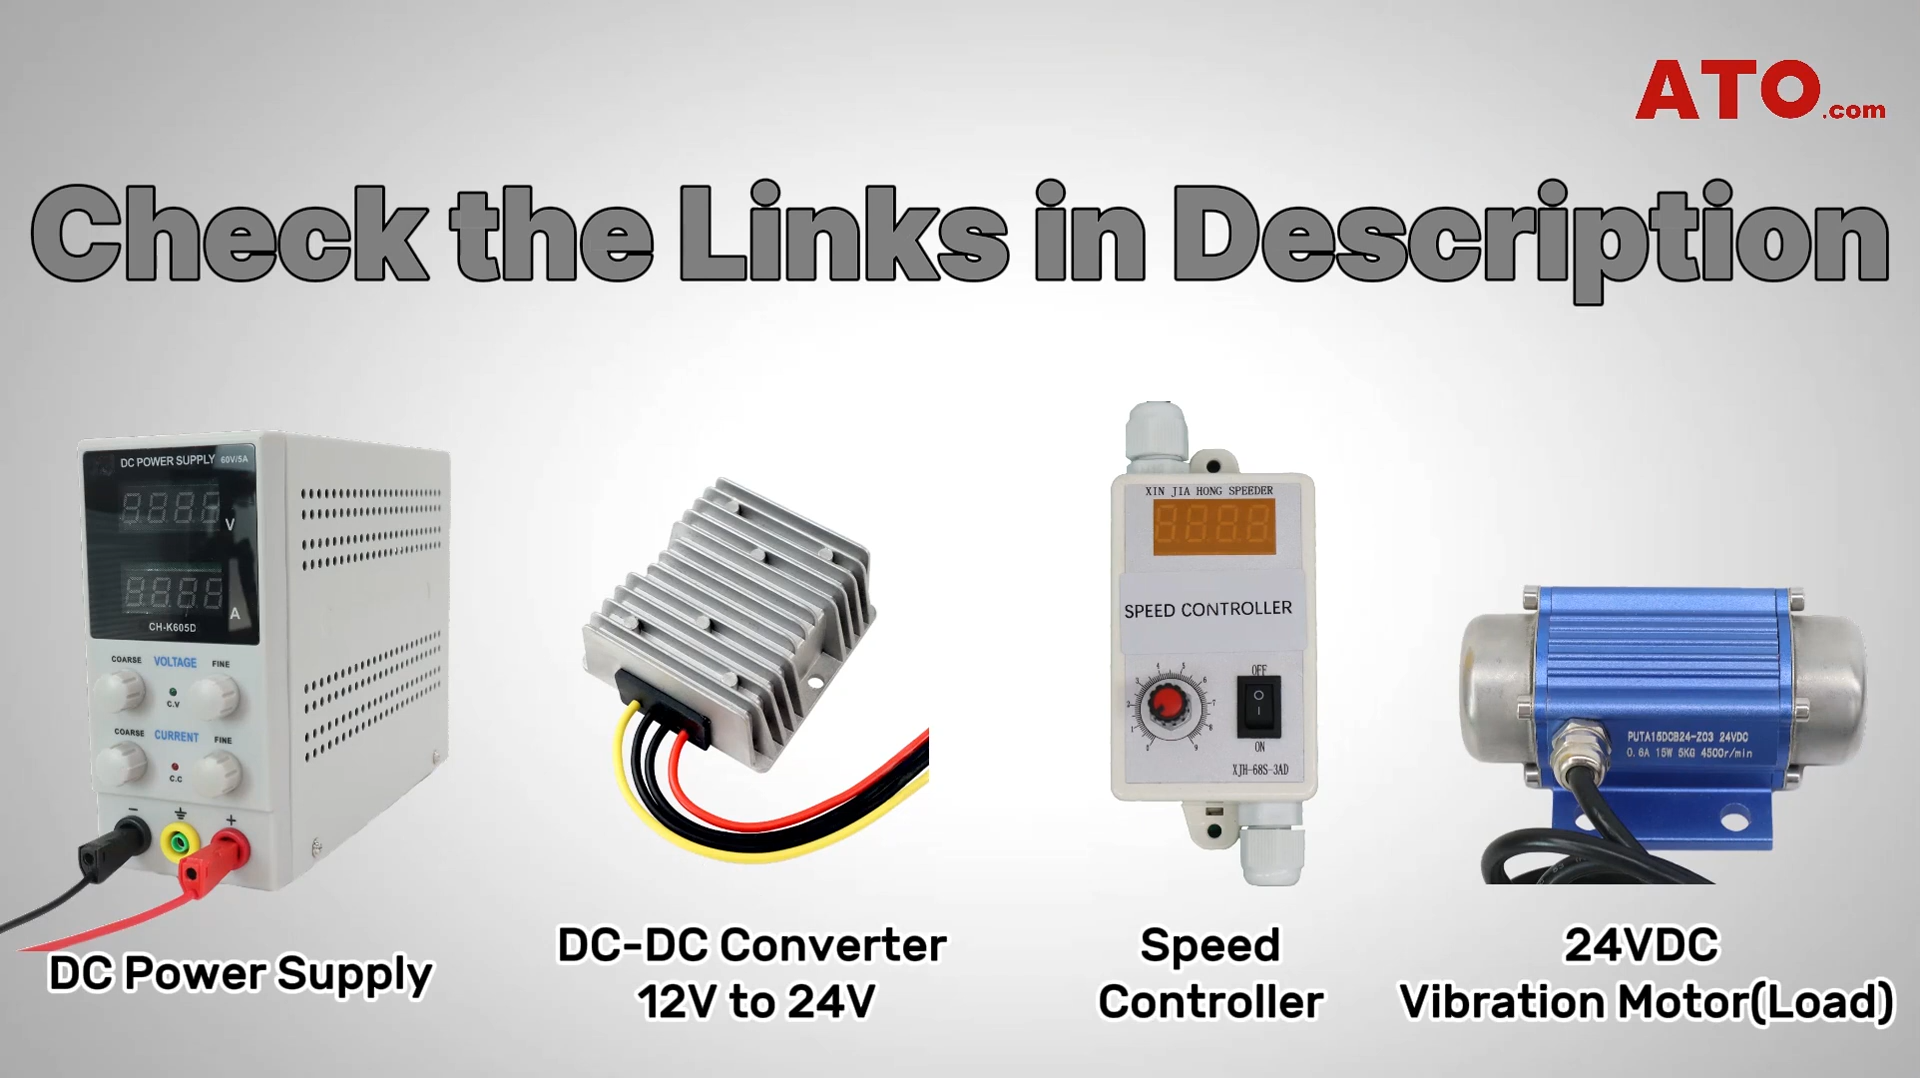 ATO.com
Check the Links in Description
DC POWER SUPPLY 60V/5A
V
A
CH-K605D
COARSE VOLTAGE FINE
C.V
COARSE CURRENT FINE
C.C
- +
XIN JIA HONG SPEEDER
SPEED CONTROLLER
OFF
ON
XJH-68S-3AD
PUTA15DCB24-Z03 24VDC
0.6A 15W 5KG 4500r/min
DC Power Supply
DC-DC Converter
12V to 24V
Speed
Controller
24VDC
Vibration Motor(Load)